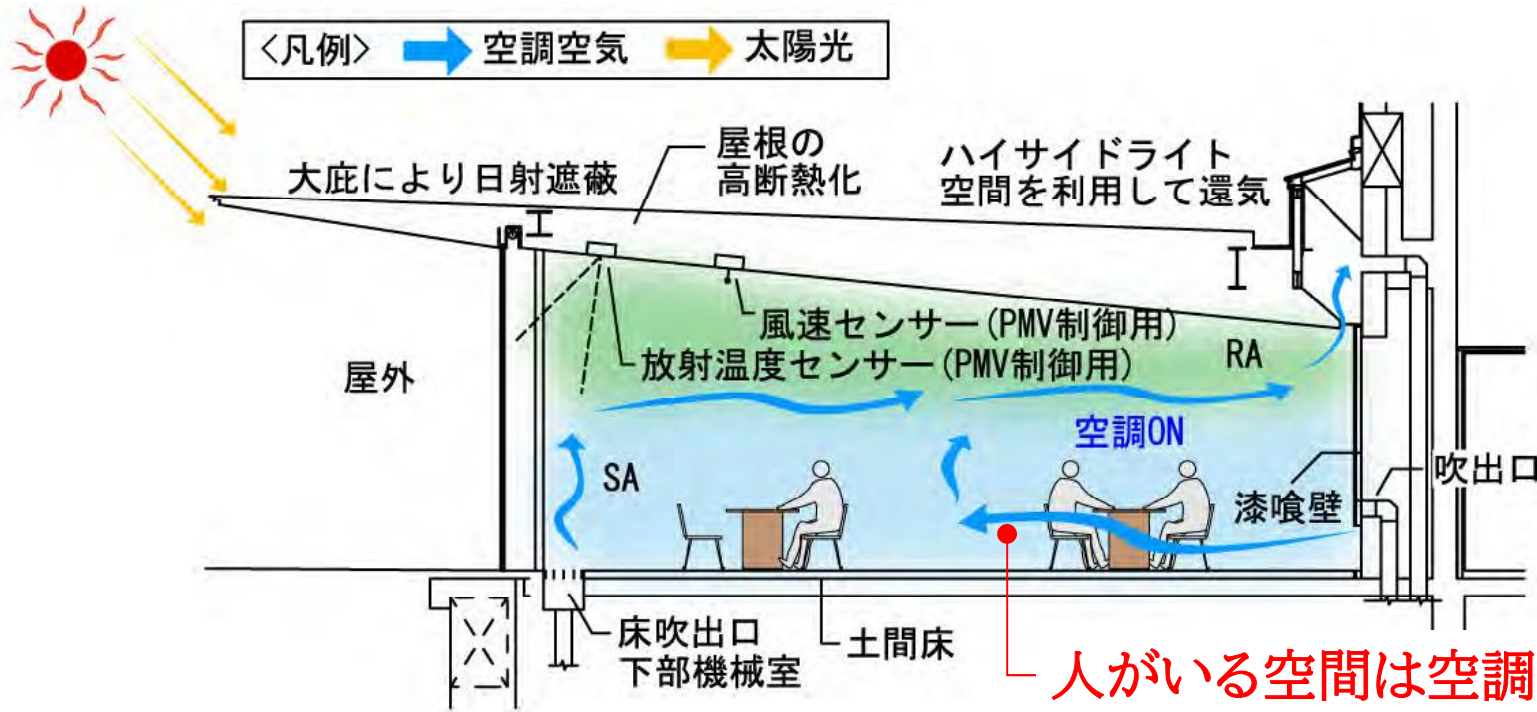 <凡例> 空調空気 太陽光
大庇により日射遮蔽
屋根の
高断熱化
ハイサイドライト
空間を利用して還気
風速センサー(PMV制御用)
放射温度センサー(PMV制御用)
RA
屋外
空調ON
SA
吹出口
漆喰壁
床吹出口
下部機械室
土間床
人がいる空間は空調